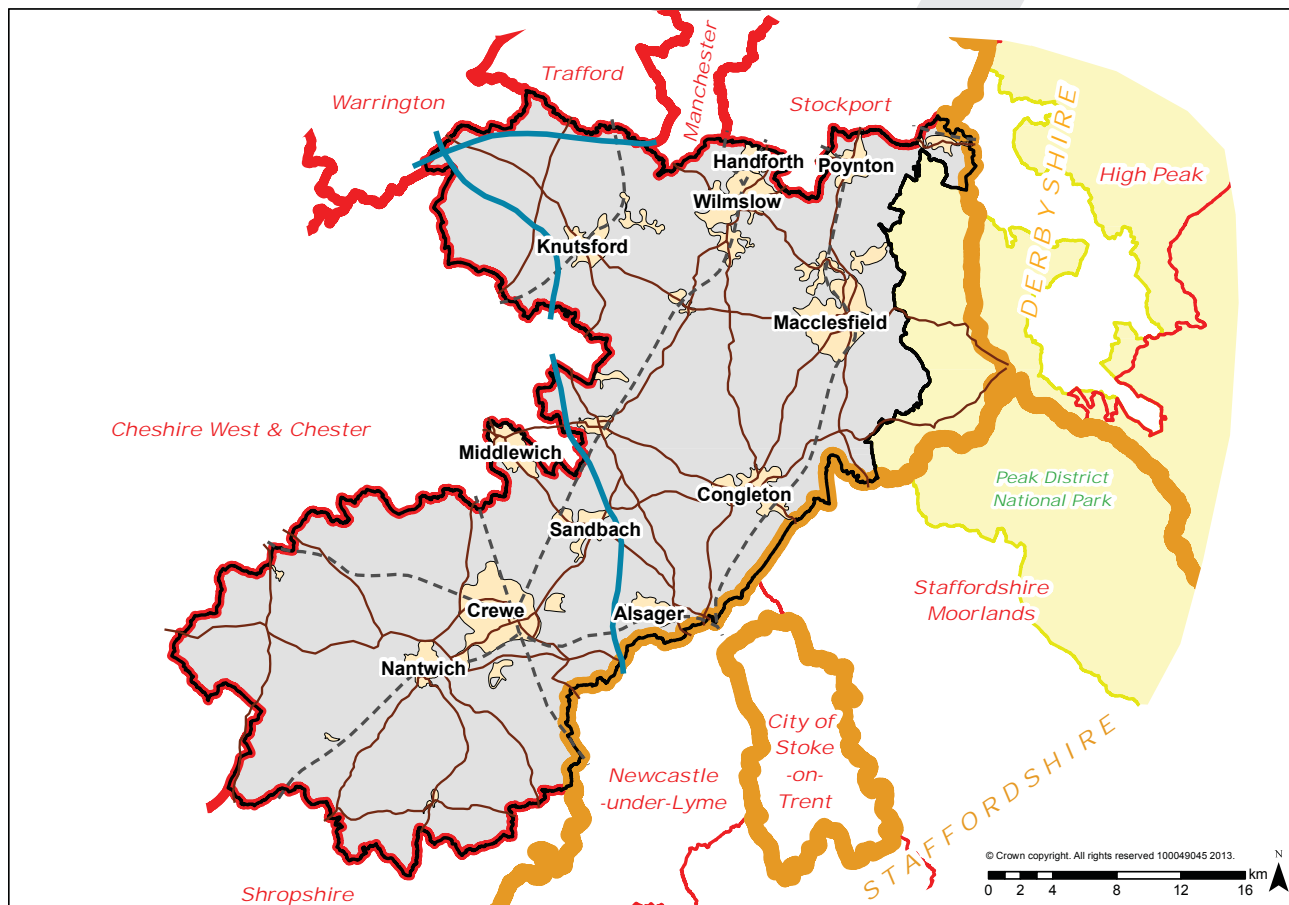 Trafford
Manchester
Warrington
Stockport
DERBYSHIRE
Handforth
Poynton
High Peak
Wilmslow
Knutsford
Macclesfield
Cheshire West & Chester
Middlewich
Peak District
National Park
Congleton
Sandbach
Staffordshire
Moorlands
Crewe
Alsager
Nantwich
City of
Stoke
-on-
Trent
Newcastle
-under-Lyme
STAFFORDSHIRE
Shropshire
© Crown copyright. All rights reserved 100049045 2013.
N
km
0 2 4 8 12 16